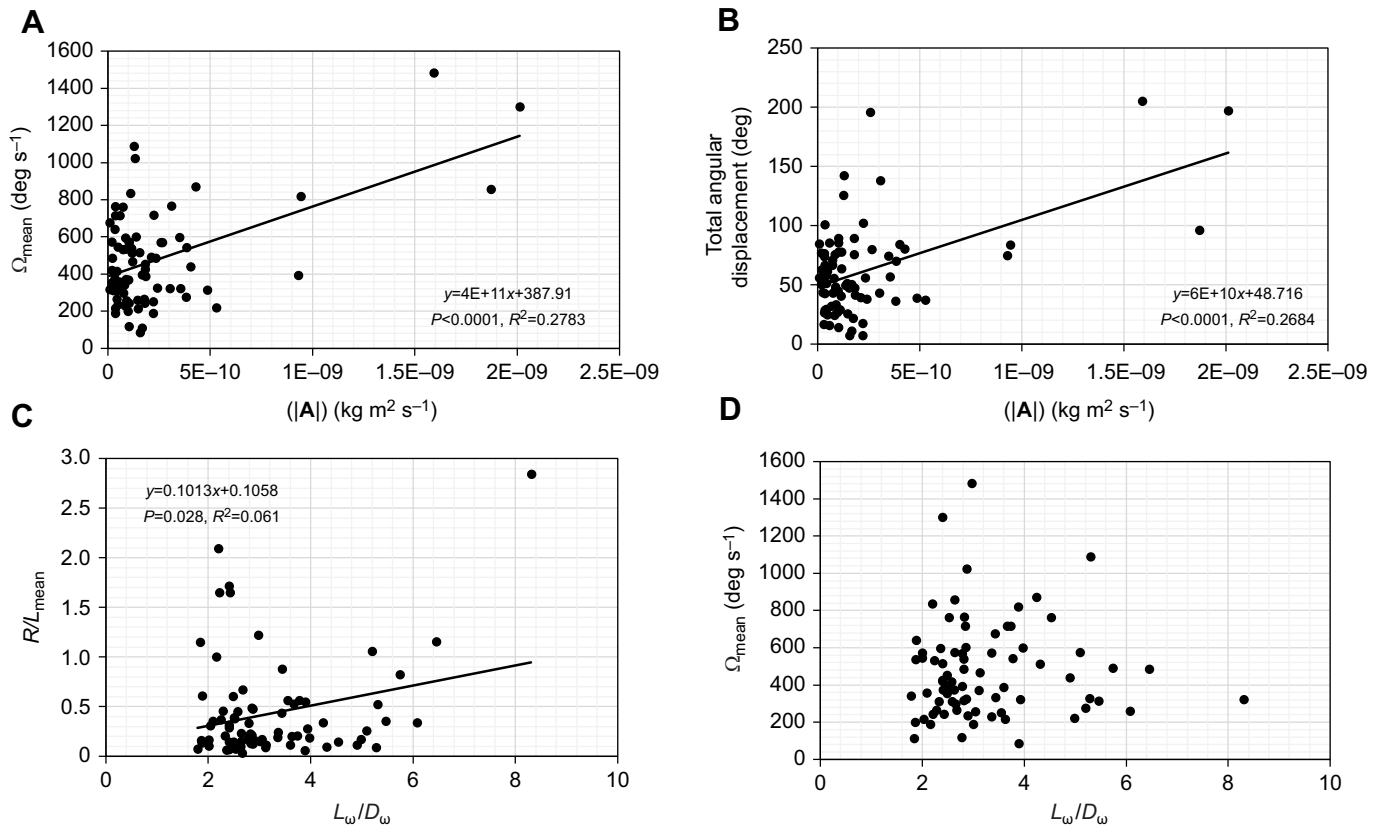 A
1600
1400
1200
1000
800
600
400
200
0
Ωmean (deg s–1)
y=4E+11x+387.91
P<0.0001, R2=0.2783
0 5E–10 1E–09 1.5E–09 2E–09 2.5E–09
(|A|) (kg m2 s–1)
B
250
200
150
100
50
0
Total angular
displacement (deg)
y=6E+10x+48.716
P<0.0001, R2=0.2684
0 5E–10 1E–09 1.5E–09 2E–09 2.5E–09
(|A|) (kg m2 s–1)
C
3.0
2.5
2.0
1.5
1.0
0.5
0
R/Lmean
y=0.1013x+0.1058
P=0.028, R2=0.061
0 2 4 6 8 10
Lω/Dω
D
1600
1400
1200
1000
800
600
400
200
0
Ωmean (deg s–1)
0 2 4 6 8 10
Lω/Dω